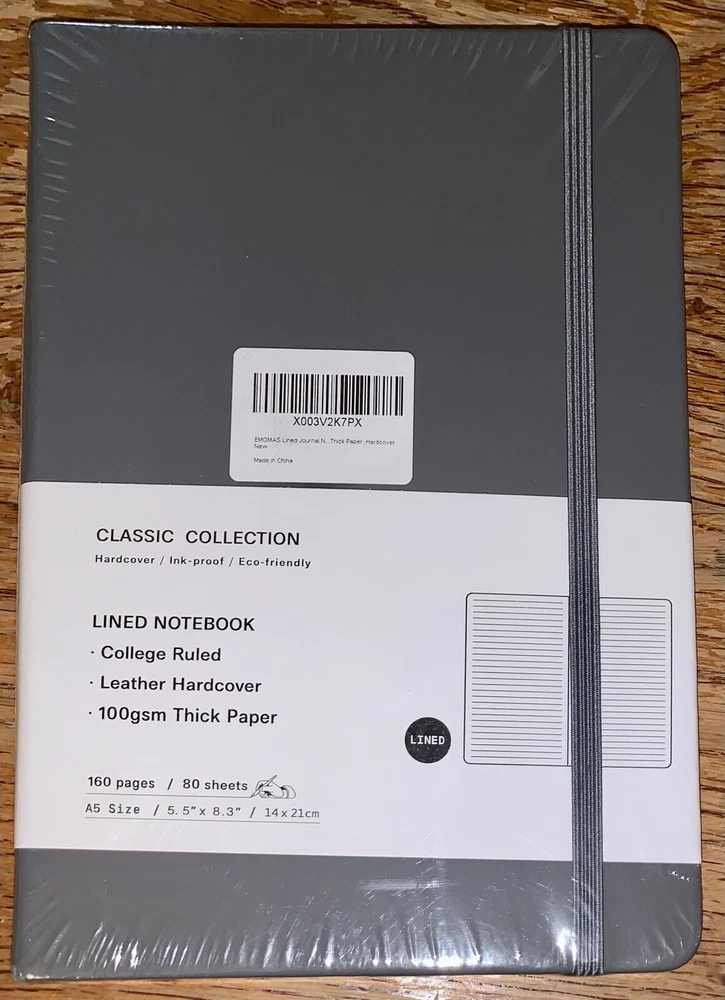 X003V2K7PX
EMOMAS Lined Journal N...Thick Paper, Hardcover
New
Made in China
CLASSIC COLLECTION
Hardcover / Ink-proof / Eco-friendly
LINED NOTEBOOK
· College Ruled
· Leather Hardcover
· 100gsm Thick Paper
LINED
160 pages / 80 sheets
A5 Size / 5.5” x 8.3” / 14x21cm